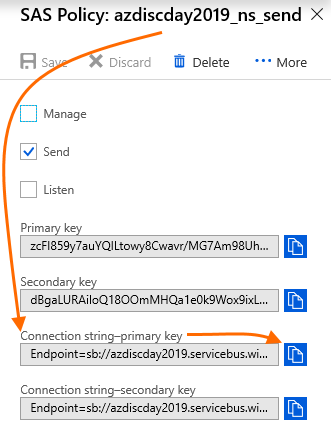 SAS Policy: azdiscday2019_ns_send
Save Discard Delete More
Manage
Send
Listen
Primary key
zcFI859y7auYQILtowy8Cwavr/MG7Am98Uh...
Secondary key
dBgaLURAiloQ18OOmMHQa1e0k9Wox9ixL...
Connection string–primary key
Endpoint=sb://azdiscday2019.servicebus.wi...
Connection string–secondary key
Endpoint=sb://azdiscday2019.servicebus.wi...